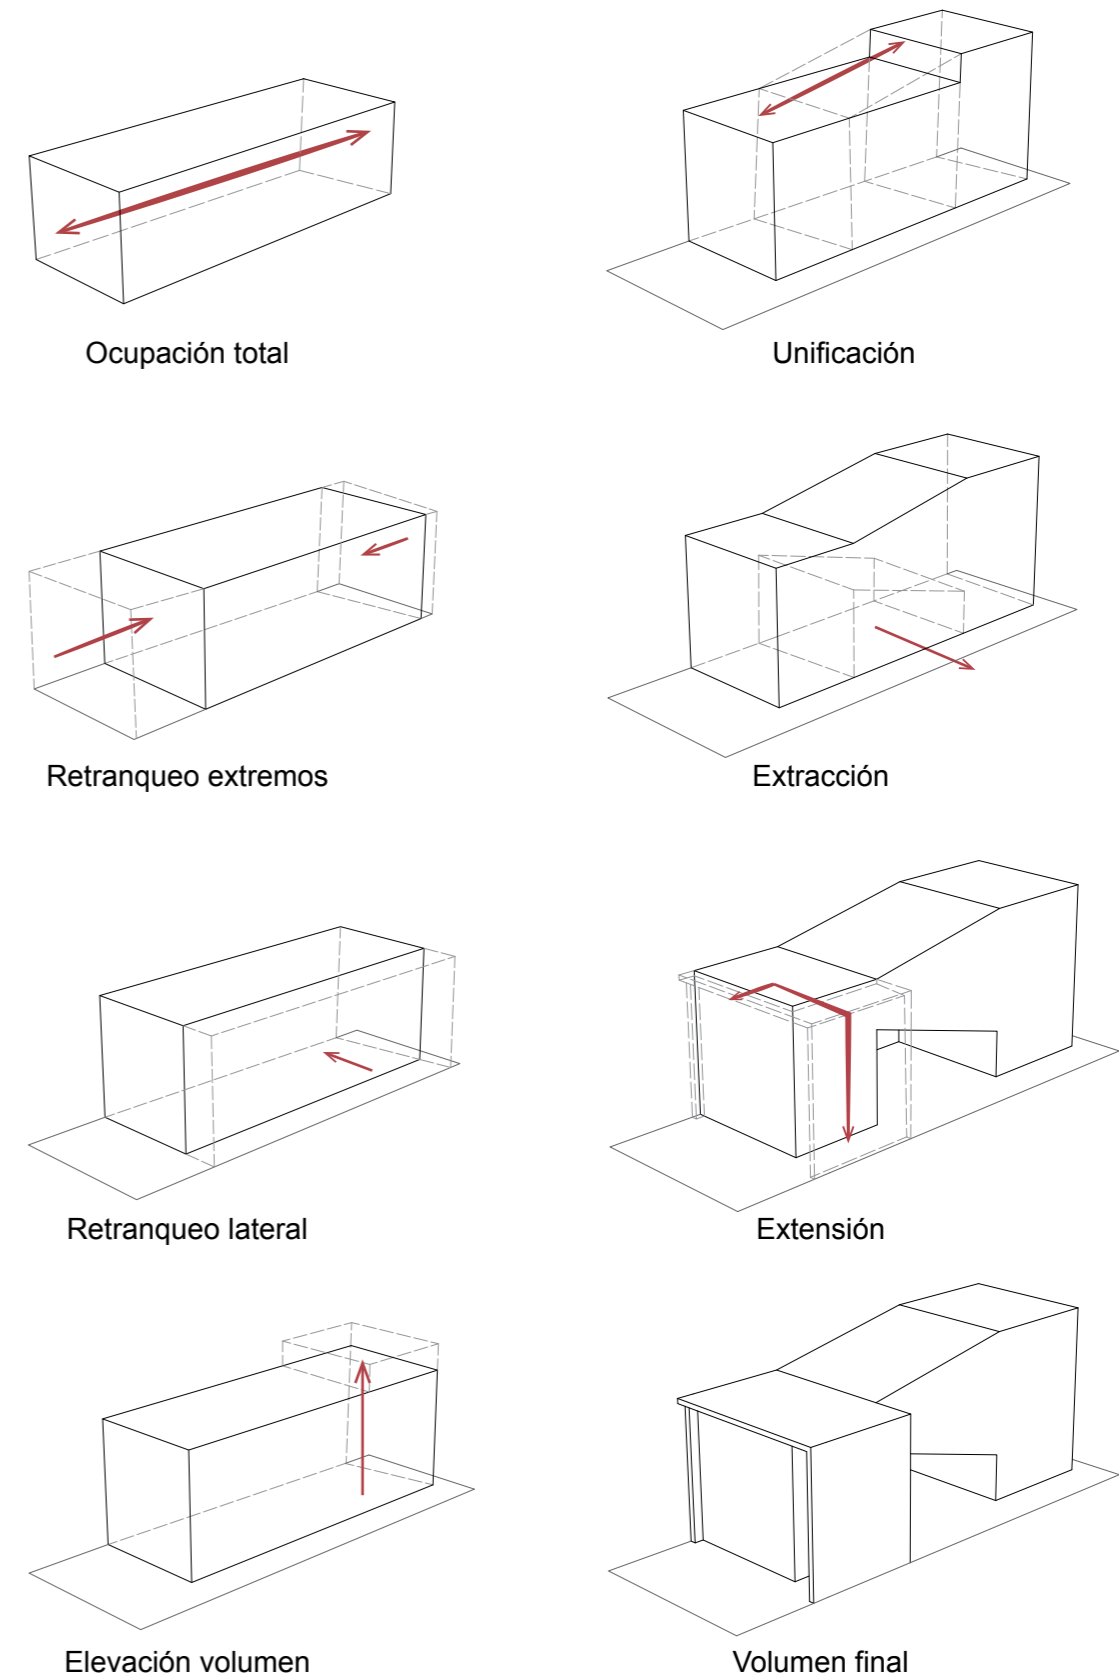 Ocupación total
Retranqueo extremos
Retranqueo lateral
Elevación volumen
Unificación
Extracción
Extensión
Volumen final